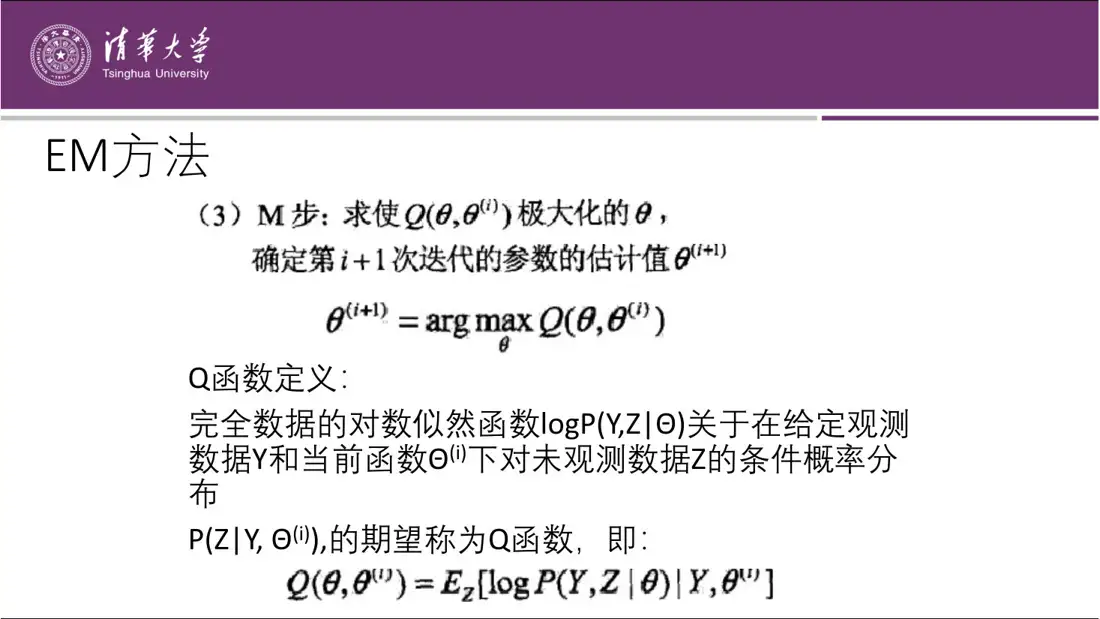 清华大学
Tsinghua University
EM方法
（3）M 步：求使Q(θ,θ⁽ⁱ⁾)极大化的θ，
确定第i+1次迭代的参数的估计值θ⁽ⁱ⁺¹⁾
θ⁽ⁱ⁺¹⁾ = arg max Q(θ,θ⁽ⁱ⁾)
θ
Q函数定义：
完全数据的对数似然函数logP(Y,Z|Θ)关于在给定观测
数据Y和当前函数Θ⁽ⁱ⁾下对未观测数据Z的条件概率分
布
P(Z|Y, Θ⁽ⁱ⁾),的期望称为Q函数，即：
Q(θ,θ⁽ⁱ⁾) = E_Z[log P(Y,Z|θ)|Y,θ⁽ⁱ⁾]